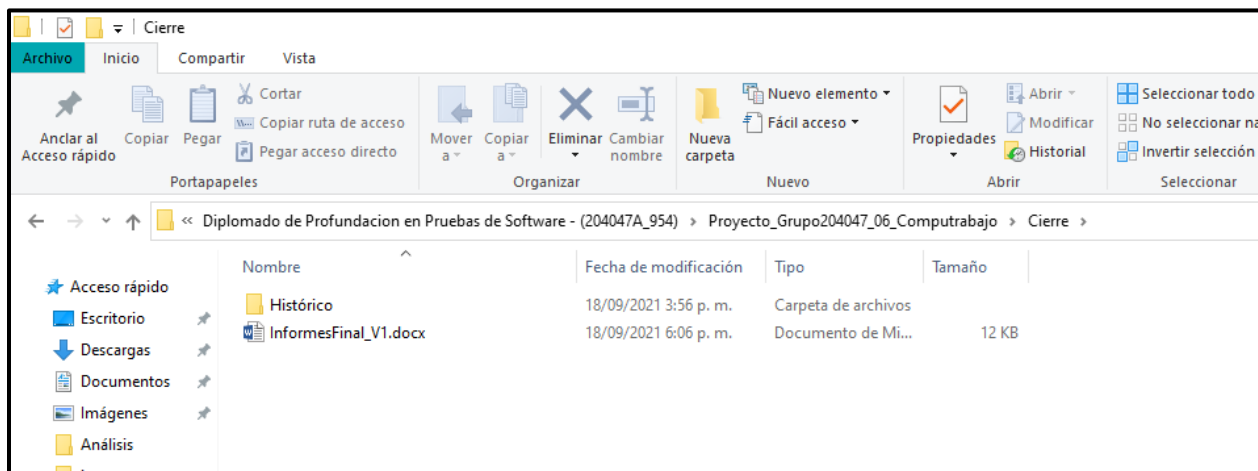 Cierre
Archivo Inicio Compartir Vista
Anclar al Acceso rápido
Copiar
Pegar
Cortar
Copiar ruta de acceso
Pegar acceso directo
Portapapeles
Mover a
Copiar a
Eliminar
Cambiar nombre
Organizar
Nueva carpeta
Nuevo elemento
Fácil acceso
Nuevo
Propiedades
Abrir
Modificar
Historial
Abrir
Seleccionar todo
No seleccionar na
Invertir selección
Seleccionar
« Diplomado de Profundacion en Pruebas de Software - (204047A_954) > Proyecto_Grupo204047_06_Computrabajo > Cierre >
Nombre Fecha de modificación Tipo Tamaño
Histórico 18/09/2021 3:56 p. m. Carpeta de archivos
InformesFinal_V1.docx 18/09/2021 6:06 p. m. Documento de Mi... 12 KB
Acceso rápido
Escritorio
Descargas
Documentos
Imágenes
Análisis